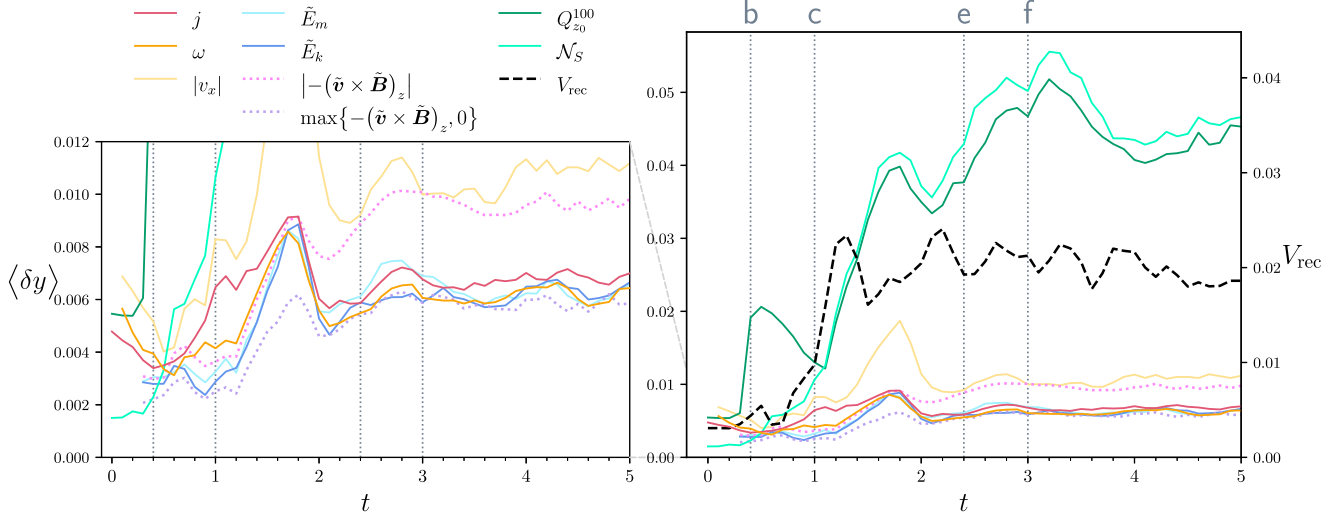 b c e f
j Ẽₘ Q_{z₀}^{100}
ω Ẽₖ 𝒩_S
|vₓ| |−(ṽ × B̃)_z| V_rec
max{−(ṽ × B̃)_z, 0}
⟨δy⟩
0.012
0.010
0.008
0.006
0.004
0.002
0.000
0 1 2 3 4 5
t
0.05
0.04
0.03
0.02
0.01
0.00
0 1 2 3 4 5
t
0.04
0.03
0.02
0.01
0.00
V_rec